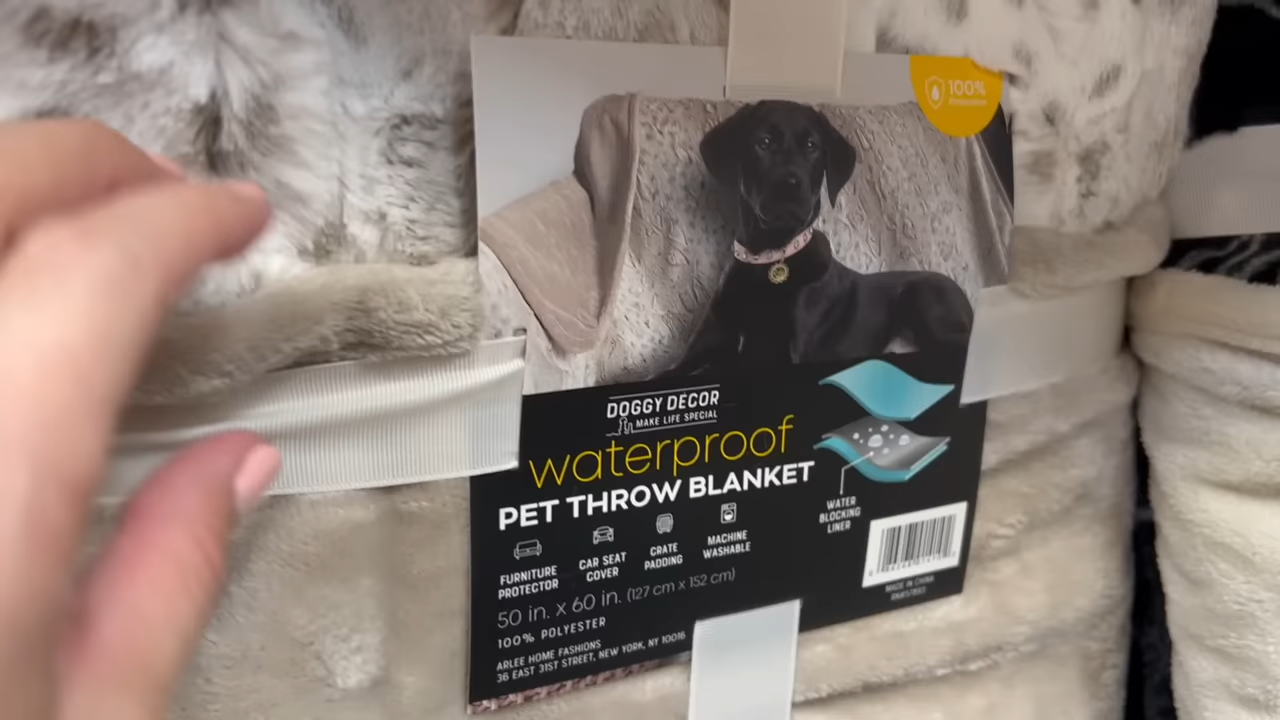 100%
DOGGY DÉCOR
MAKE LIFE SPECIAL
waterproof
PET THROW BLANKET
WATER
BLOCKING
LINER
FURNITURE
PROTECTOR
CAR SEAT
COVER
CRATE
PADDING
MACHINE
WASHABLE
50 in. x 60 in. (127 cm x 152 cm)
100% POLYESTER
ARLEE HOME FASHIONS
36 EAST 31ST STREET, NEW YORK, NY 10016
MADE IN CHINA